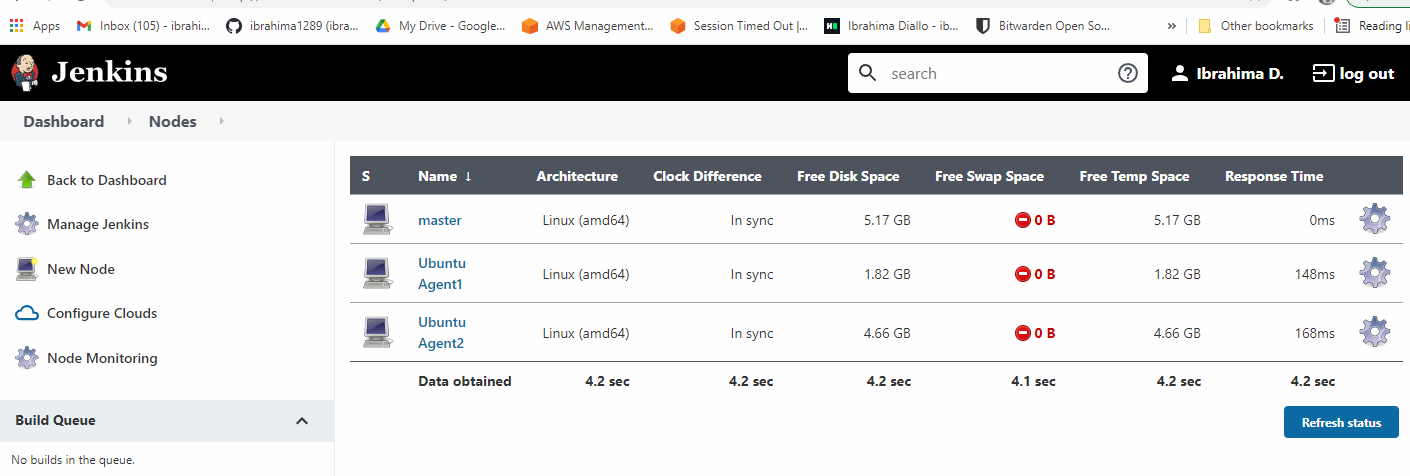 Apps Inbox (105) - ibrahi... ibrahima1289 (ibra... My Drive - Google... AWS Management... Session Timed Out |... Ibrahima Diallo - ib... Bitwarden Open So... » Other bookmarks Reading li
Jenkins search Ibrahima D. log out
Dashboard Nodes
Back to Dashboard
Manage Jenkins
New Node
Configure Clouds
Node Monitoring
Build Queue
No builds in the queue.
S Name ↓ Architecture Clock Difference Free Disk Space Free Swap Space Free Temp Space Response Time
master Linux (amd64) In sync 5.17 GB 0 B 5.17 GB 0ms
Ubuntu
Agent1 Linux (amd64) In sync 1.82 GB 0 B 1.82 GB 148ms
Ubuntu
Agent2 Linux (amd64) In sync 4.66 GB 0 B 4.66 GB 168ms
Data obtained 4.2 sec 4.2 sec 4.2 sec 4.1 sec 4.2 sec 4.2 sec
Refresh status